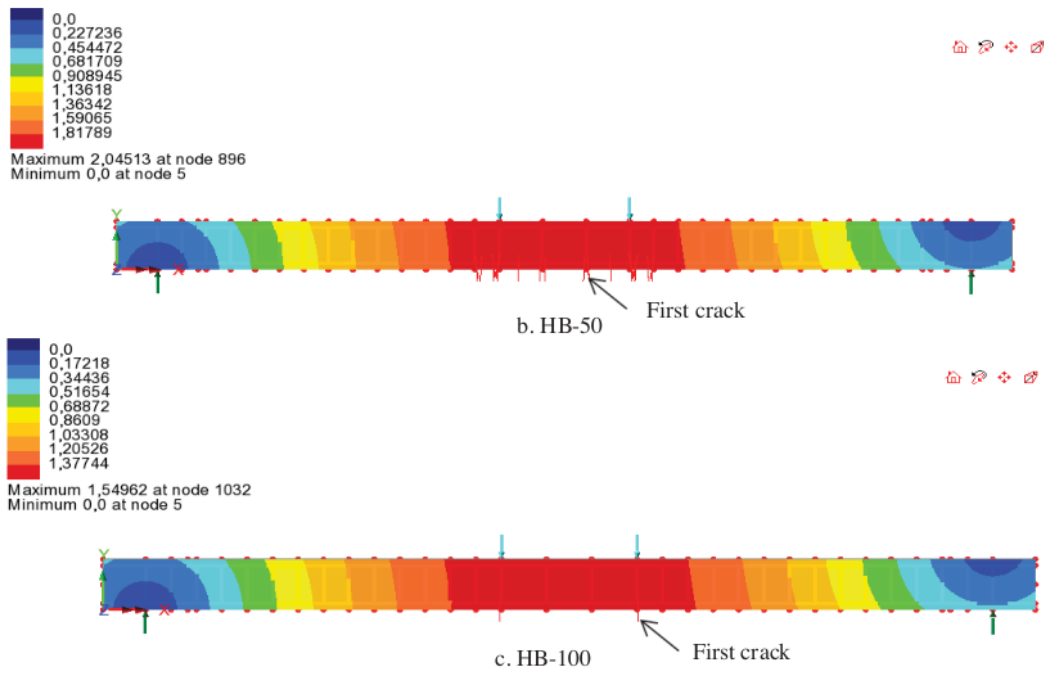 0,0
0,227236
0,454472
0,681709
0,908945
1,13618
1,36342
1,59065
1,81789
Maximum 2,04513 at node 896
Minimum 0,0 at node 5
Y
Z
X
First crack
b. HB-50
0,0
0,17218
0,34436
0,51654
0,68872
0,8609
1,03308
1,20526
1,37744
Maximum 1,54962 at node 1032
Minimum 0,0 at node 5
Y
Z
X
First crack
c. HB-100